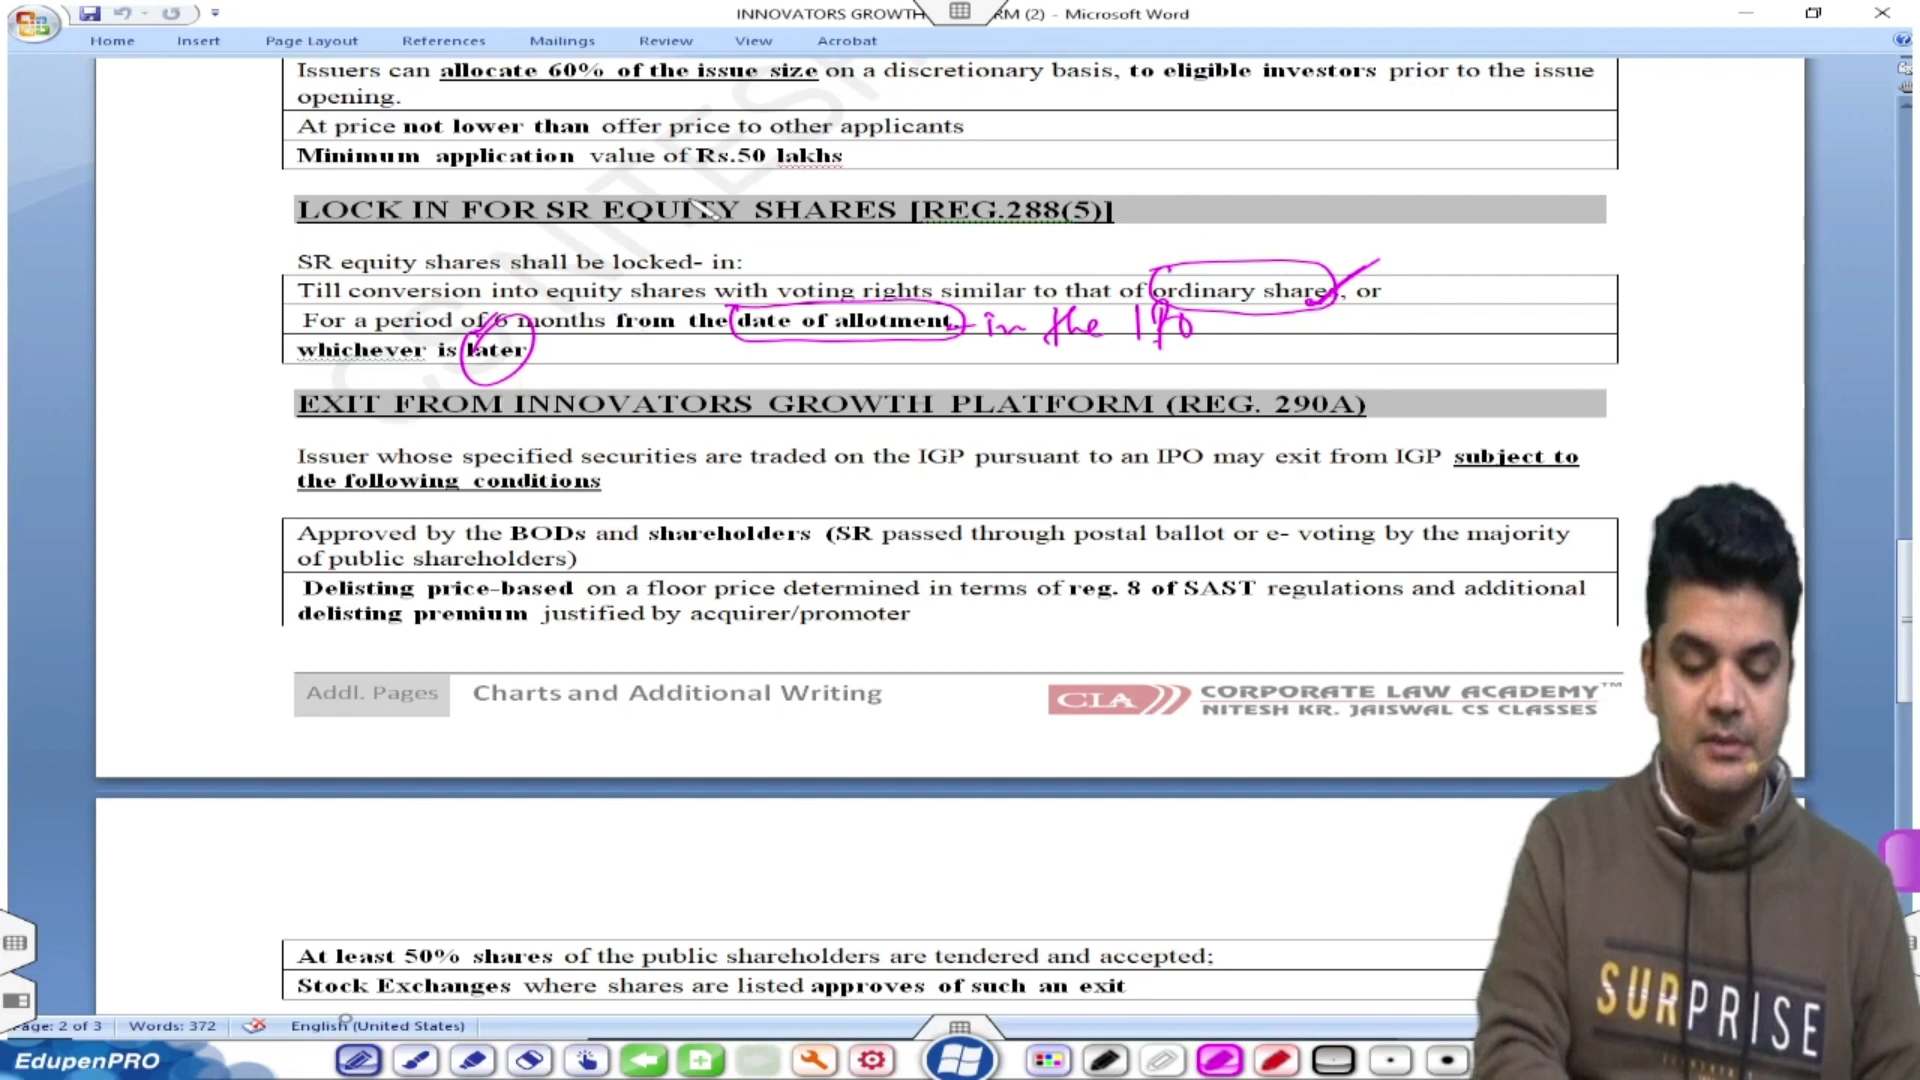 INNOVATORS GROWTH RM (2) - Microsoft Word
Home Insert Page Layout References Mailings Review View Acrobat
Issuers can allocate 60% of the issue size on a discretionary basis, to eligible investors prior to the issue
opening.
At price not lower than offer price to other applicants
Minimum application value of Rs.50 lakhs
LOCK IN FOR SR EQUITY SHARES [REG.288(5)]
SR equity shares shall be locked- in:
Till conversion into equity shares with voting rights similar to that of ordinary shares, or
For a period of 6 months from the date of allotment in the IPO
whichever is later
EXIT FROM INNOVATORS GROWTH PLATFORM (REG. 290A)
Issuer whose specified securities are traded on the IGP pursuant to an IPO may exit from IGP subject to
the following conditions
Approved by the BODs and shareholders (SR passed through postal ballot or e- voting by the majority
of public shareholders)
Delisting price-based on a floor price determined in terms of reg. 8 of SAST regulations and additional
delisting premium justified by acquirer/promoter
Addl. Pages Charts and Additional Writing
CLA CORPORATE LAW ACADEMY™
NITESH KR. JAISWAL CS CLASSES
At least 50% shares of the public shareholders are tendered and accepted;
Stock Exchanges where shares are listed approves of such an exit
SURPRISE
age: 2 of 3 Words: 372 English (United States)
EdupenPRO